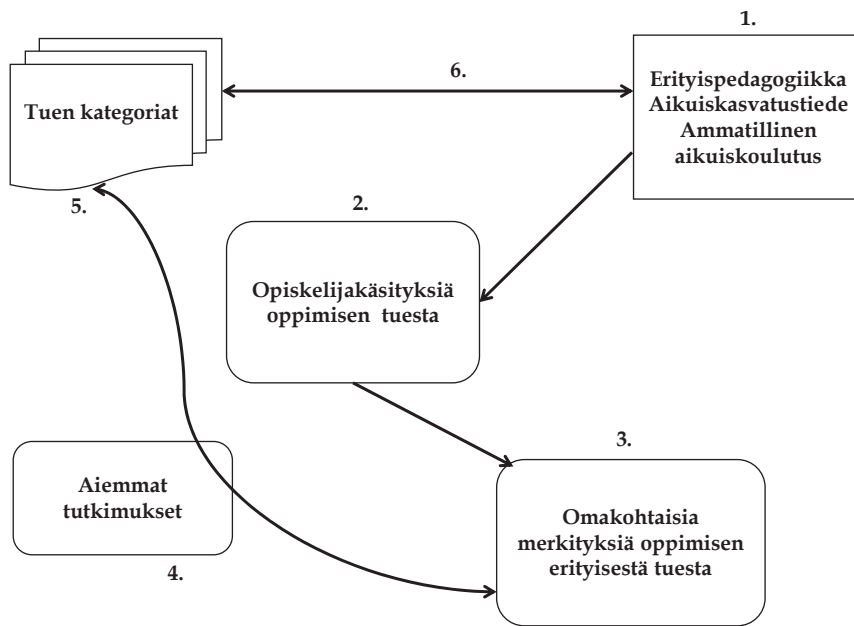 1.
Erityispedagogiikka
Aikuiskasvatustiede
Ammatillinen
aikuiskoulutus
6.
Tuen kategoriat
5.
2.
Opiskelijakäsityksiä
oppimisen tuesta
3.
Omakohtaisia
merkityksiä oppimisen
erityisestä tuesta
Aiemmat
tutkimukset
4.